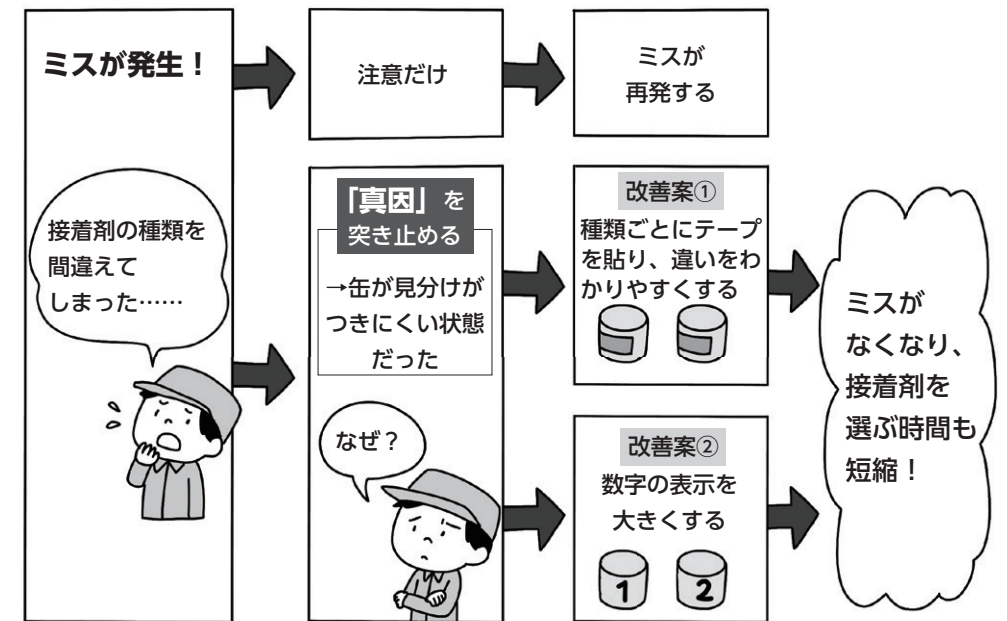 ミスが発生！
接着剤の種類を
間違えて
しまった……
注意だけ
ミスが
再発する
「真因」を
突き止める
→缶が見分けが
つきにくい状態
だった
なぜ？
改善案①
種類ごとにテープ
を貼り、違いをわ
かりやすくする
改善案②
数字の表示を
大きくする
1
2
ミスが
なくなり、
接着剤を
選ぶ時間も
短縮！